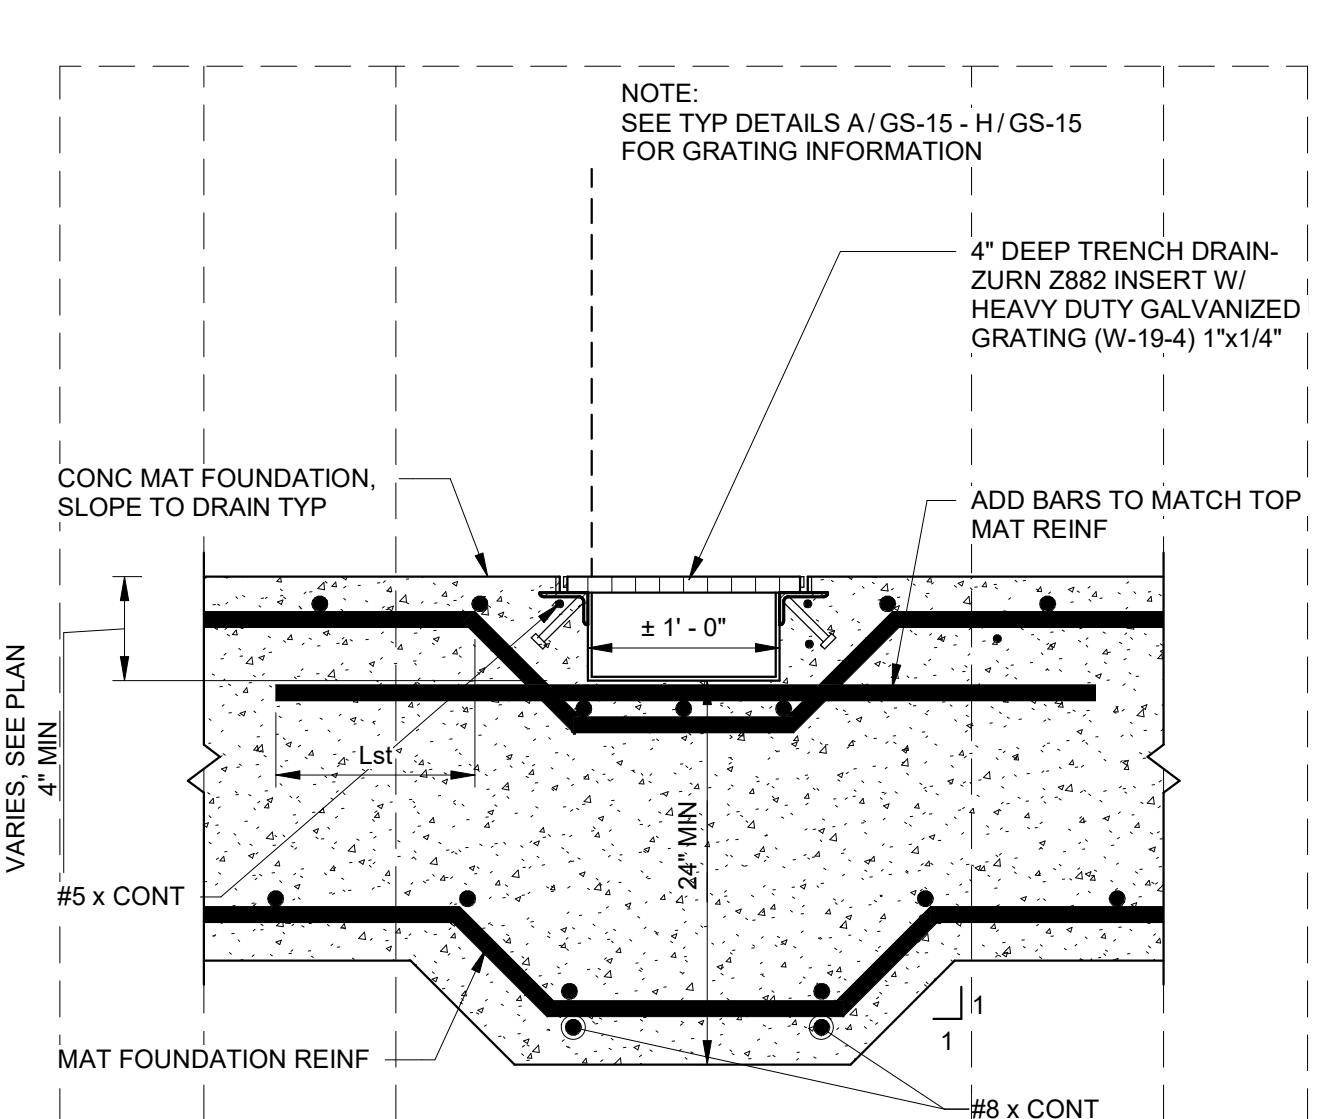 NOTE:
SEE TYP DETAILS A/GS-15 - H/GS-15
FOR GRATING INFORMATION
4" DEEP TRENCH DRAIN-
ZURN Z882 INSERT W/
HEAVY DUTY GALVANIZED
GRATING (W-19-4) 1"x1/4"
CONC MAT FOUNDATION,
SLOPE TO DRAIN TYP
ADD BARS TO MATCH TOP
MAT REINF
± 1' - 0"
VARIES, SEE PLAN
4" MIN
Lst
24" MIN
#5 x CONT
MAT FOUNDATION REINF
1
1
#8 x CONT